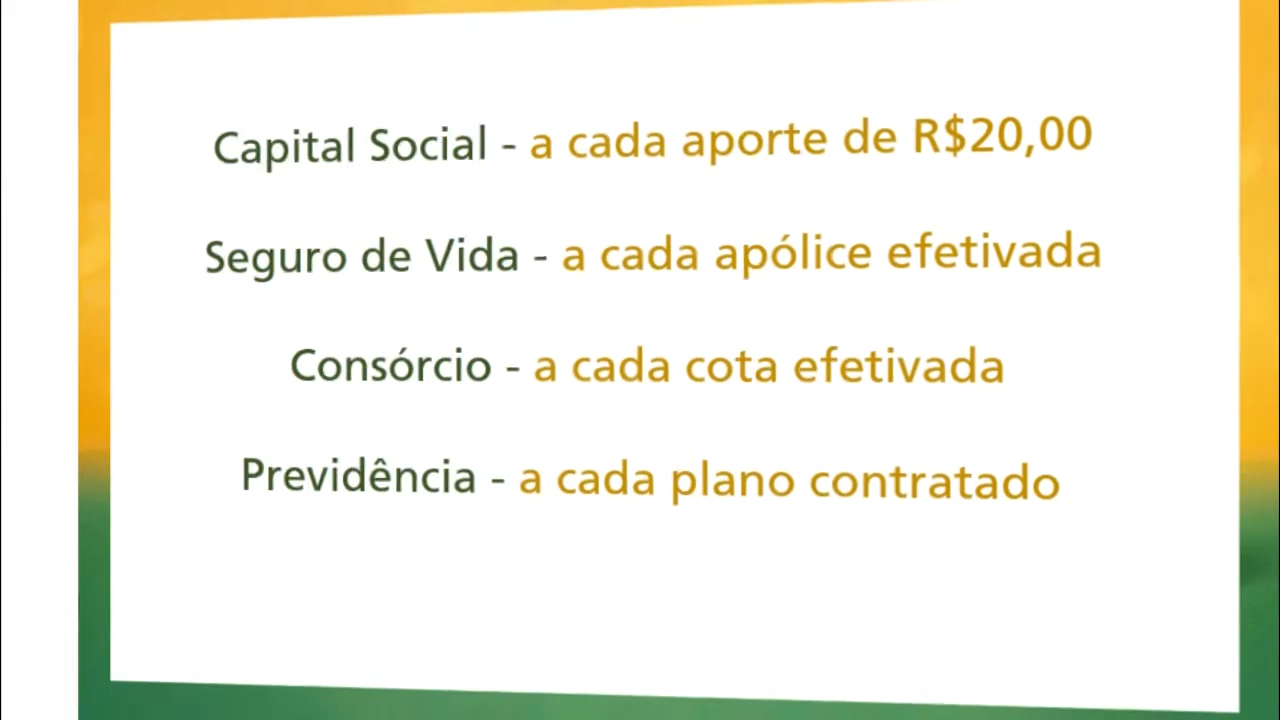 Capital Social - a cada aporte de R$20,00
Seguro de Vida - a cada apólice efetivada
Consórcio - a cada cota efetivada
Previdência - a cada plano contratado